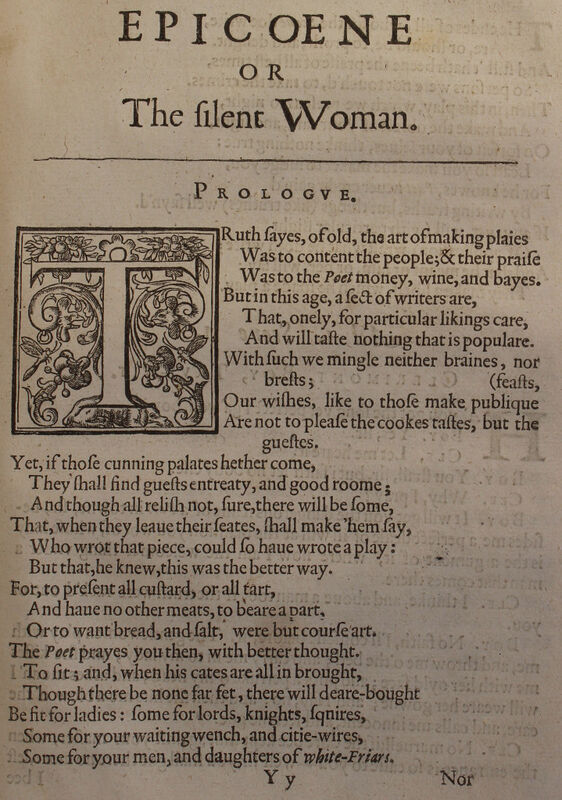 EPICOENE
OR
The ſilent Woman.
PROLOGVE.
TRuth ſayes, of old, the art of making plaies
Was to content the people; & their praiſe
Was to the Poet money, wine, and bayes.
But in this age, a ſect of writers are,
That, onely, for particular likings care,
And will taſte nothing that is populare.
With ſuch we mingle neither braines, nor
breſts; (feaſts,
Our wiſhes, like to thoſe make publique
Are not to pleaſe the cookes taſtes, but the
gueſtes.
Yet, if thoſe cunning palates hether come,
They ſhall find gueſts entreaty, and good roome;
And though all reliſh not, ſure, there will be ſome,
That, when they leaue their ſeates, ſhall make 'hem ſay,
Who wrot that piece, could ſo haue wrote a play:
But that, he knew, this was the better way.
For, to preſent all cuſtard, or all tart,
And haue no other meats, to beare a part,
Or to want bread, and ſalt, were but courſe art.
The Poet prayes you then, with better thought.
To ſit; and, when his cates are all in brought,
Though there be none far fet, there will deare-bought
Be fit for ladies: ſome for lords, knights, ſqnires,
Some for your waiting wench, and citie-wires,
Some for your men, and daughters of white-Friars.
Y y Nor